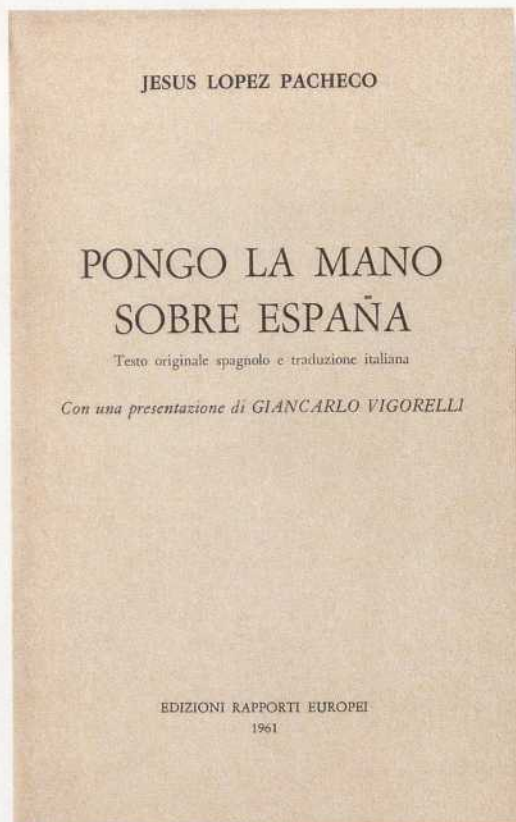 JESUS LOPEZ PACHECO
PONGO LA MANO
SOBRE ESPAÑA
Testo originale spagnolo e traduzione italiana
Con una presentazione di GIANCARLO VIGORELLI
EDIZIONI RAPPORTI EUROPEI
1961